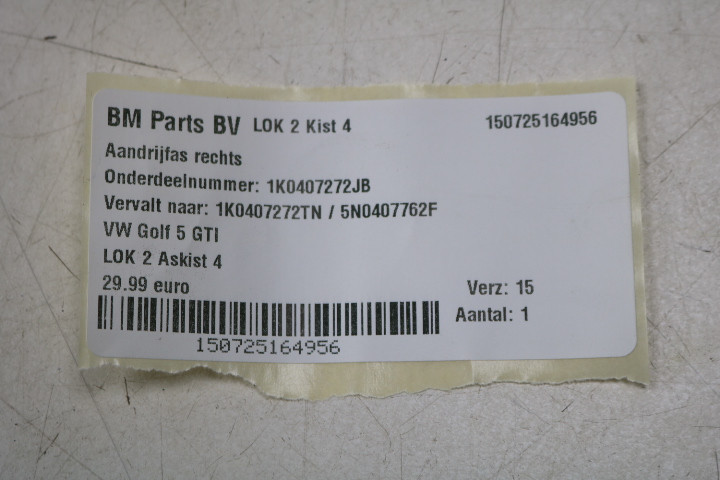 BM Parts BV LOK 2 Kist 4 150725164956
Aandrijfas rechts
Onderdeelnummer: 1K0407272JB
Vervalt naar: 1K0407272TN / 5N0407762F
VW Golf 5 GTI
LOK 2 Askist 4
29.99 euro Verz: 15
Aantal: 1
150725164956